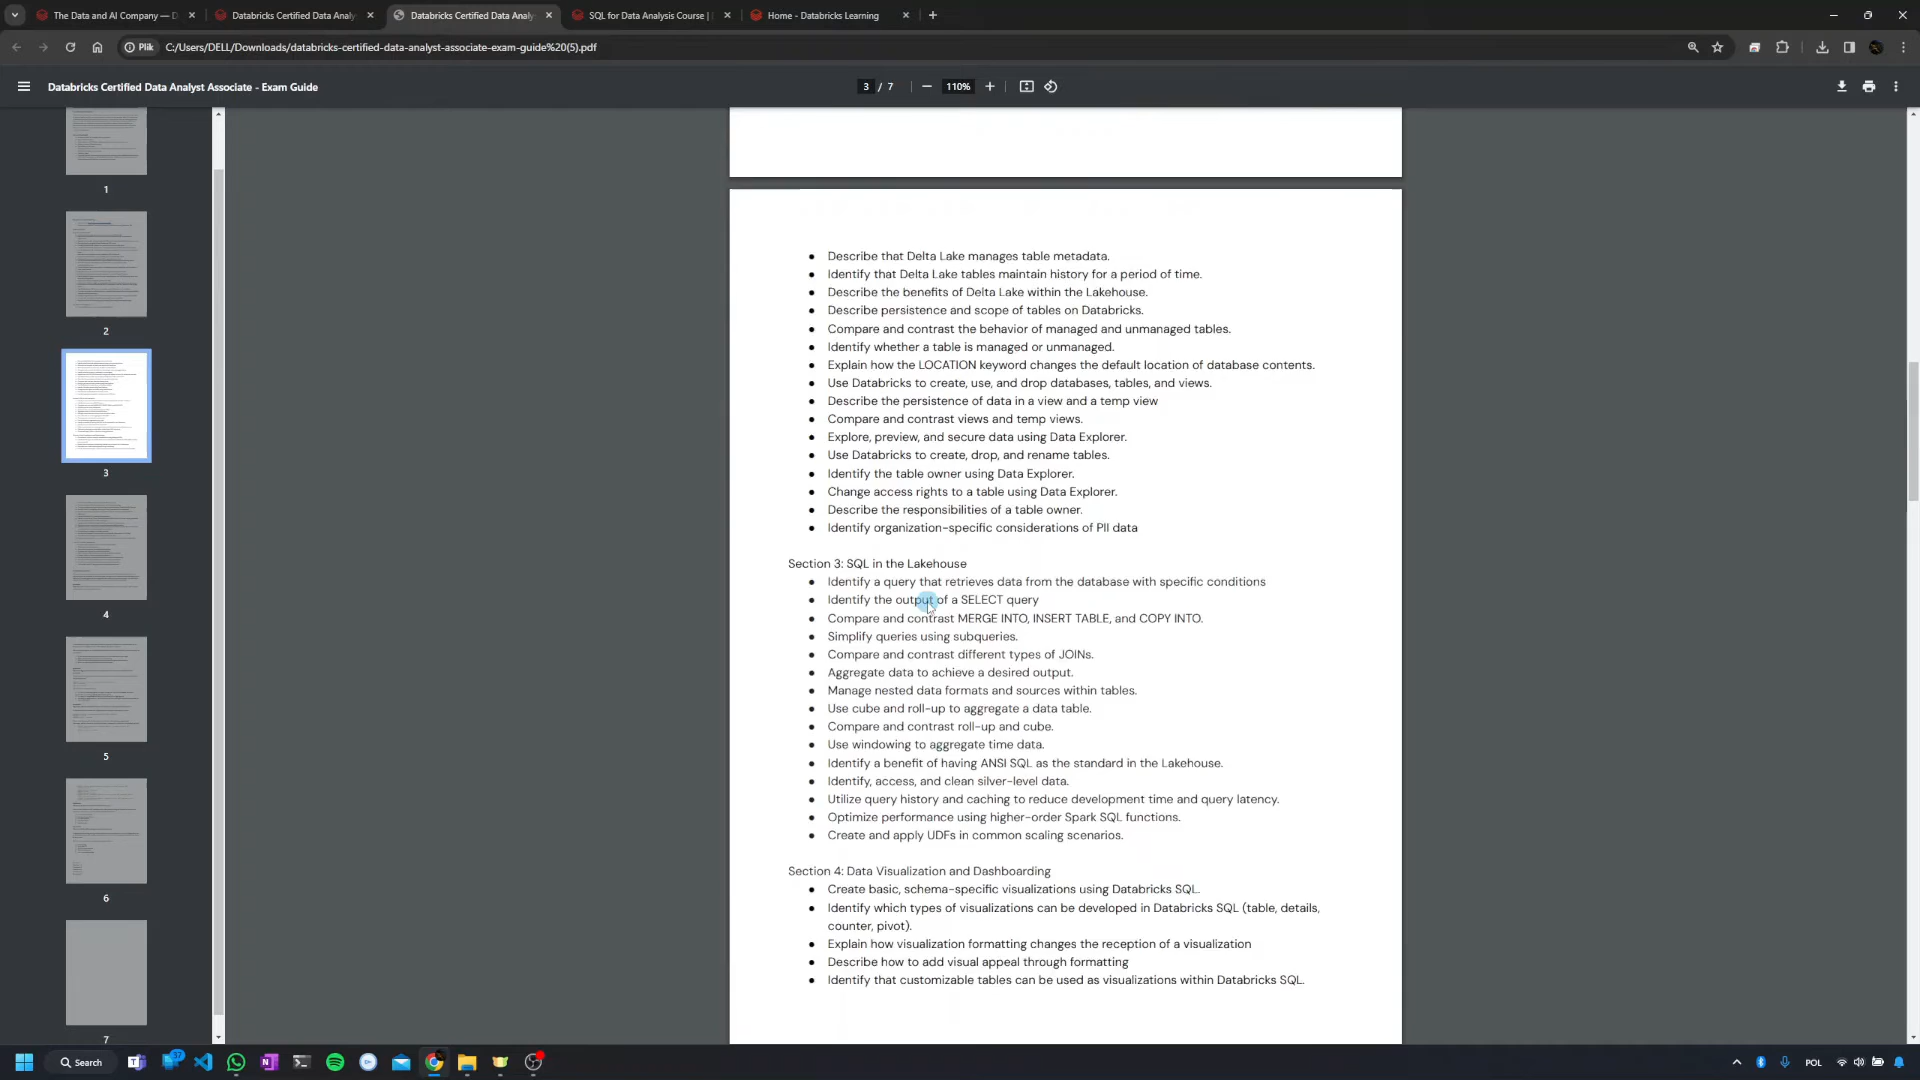 The Data and AI Company — D
Databricks Certified Data Analy
Databricks Certified Data Analy
SQL for Data Analysis Course |
Home - Databricks Learning
Plik
C:/Users/DELL/Downloads/databricks-certified-data-analyst-associate-exam-guide%20(5).pdf
Databricks Certified Data Analyst Associate - Exam Guide
3 / 7
110%
1
2
3
4
5
6
7
• Describe that Delta Lake manages table metadata.
• Identify that Delta Lake tables maintain history for a period of time.
• Describe the benefits of Delta Lake within the Lakehouse.
• Describe persistence and scope of tables on Databricks.
• Compare and contrast the behavior of managed and unmanaged tables.
• Identify whether a table is managed or unmanaged.
• Explain how the LOCATION keyword changes the default location of database contents.
• Use Databricks to create, use, and drop databases, tables, and views.
• Describe the persistence of data in a view and a temp view
• Compare and contrast views and temp views.
• Explore, preview, and secure data using Data Explorer.
• Use Databricks to create, drop, and rename tables.
• Identify the table owner using Data Explorer.
• Change access rights to a table using Data Explorer.
• Describe the responsibilities of a table owner.
• Identify organization-specific considerations of PII data
Section 3: SQL in the Lakehouse
• Identify a query that retrieves data from the database with specific conditions
• Identify the output of a SELECT query
• Compare and contrast MERGE INTO, INSERT TABLE, and COPY INTO.
• Simplify queries using subqueries.
• Compare and contrast different types of JOINs.
• Aggregate data to achieve a desired output.
• Manage nested data formats and sources within tables.
• Use cube and roll-up to aggregate a data table.
• Compare and contrast roll-up and cube.
• Use windowing to aggregate time data.
• Identify a benefit of having ANSI SQL as the standard in the Lakehouse.
• Identify, access, and clean silver-level data.
• Utilize query history and caching to reduce development time and query latency.
• Optimize performance using higher-order Spark SQL functions.
• Create and apply UDFs in common scaling scenarios.
Section 4: Data Visualization and Dashboarding
• Create basic, schema-specific visualizations using Databricks SQL.
• Identify which types of visualizations can be developed in Databricks SQL (table, details,
counter, pivot).
• Explain how visualization formatting changes the reception of a visualization
• Describe how to add visual appeal through formatting
• Identify that customizable tables can be used as visualizations within Databricks SQL.
Search
POL